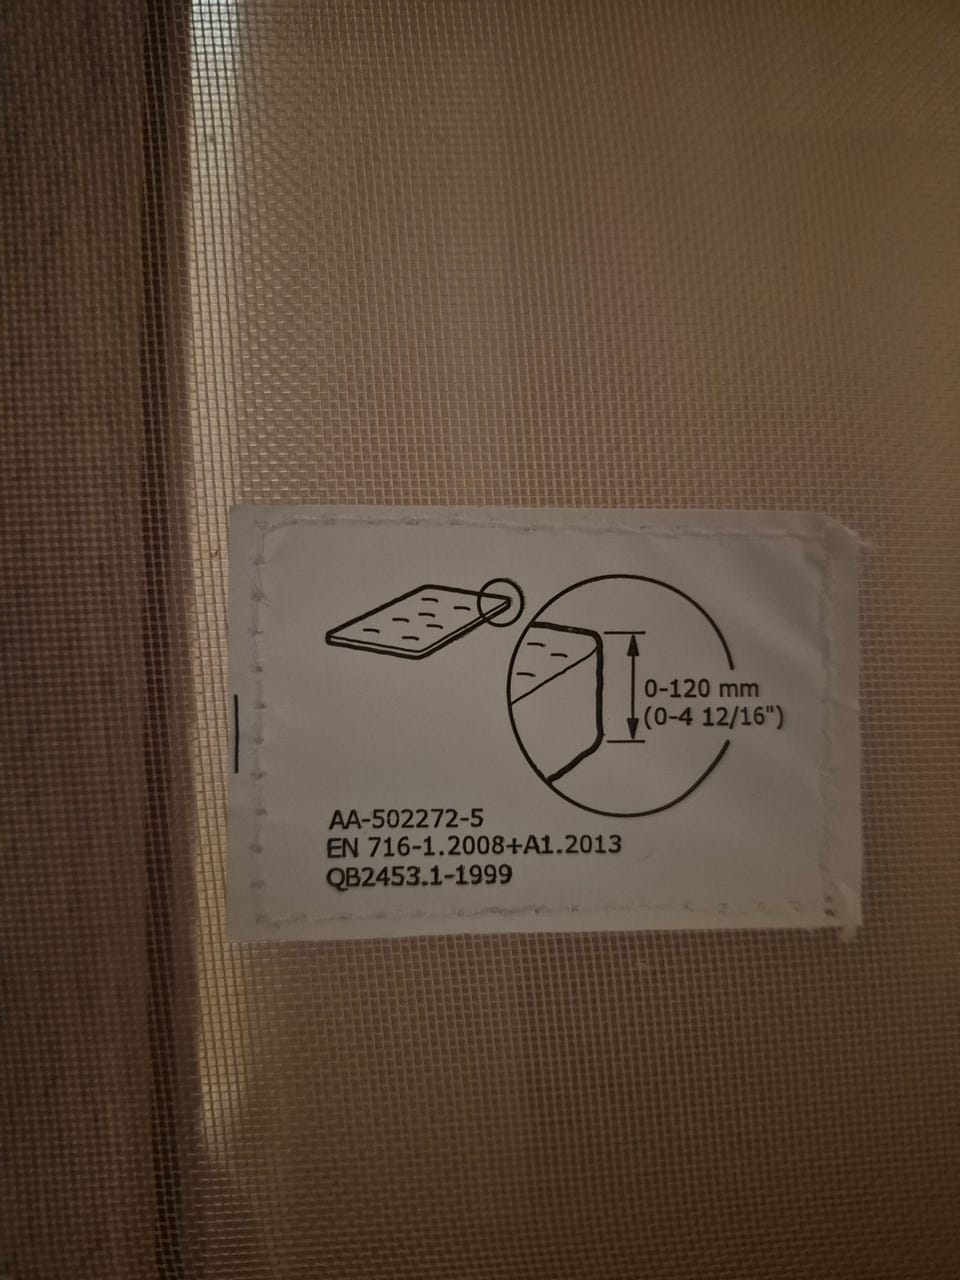 0-120 mm
(0-4 12/16")
AA-502272-5
EN 716-1.2008+A1.2013
QB2453.1-1999